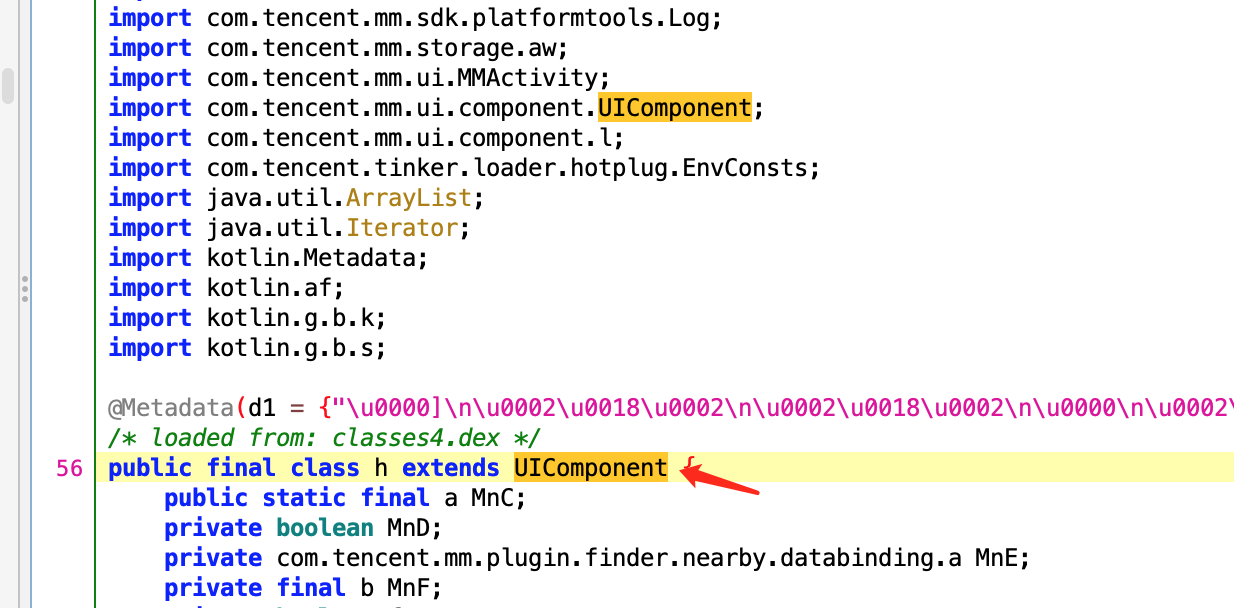 import com.tencent.mm.sdk.platformtools.Log;
import com.tencent.mm.storage.aw;
import com.tencent.mm.ui.MMActivity;
import com.tencent.mm.ui.component.UIComponent;
import com.tencent.mm.ui.component.l;
import com.tencent.tinker.loader.hotplug.EnvConsts;
import java.util.ArrayList;
import java.util.Iterator;
import kotlin.Metadata;
import kotlin.af;
import kotlin.g.b.k;
import kotlin.g.b.s;
@Metadata(d1 = {"\u0000]\n\u0002\u0018\u0002\n\u0002\u0018\u0002\n\u0000\n\u0002\
/* loaded from: classes4.dex */
56 public final class h extends UIComponent {
public static final a MnC;
private boolean MnD;
private com.tencent.mm.plugin.finder.nearby.databinding.a MnE;
private final b MnF;